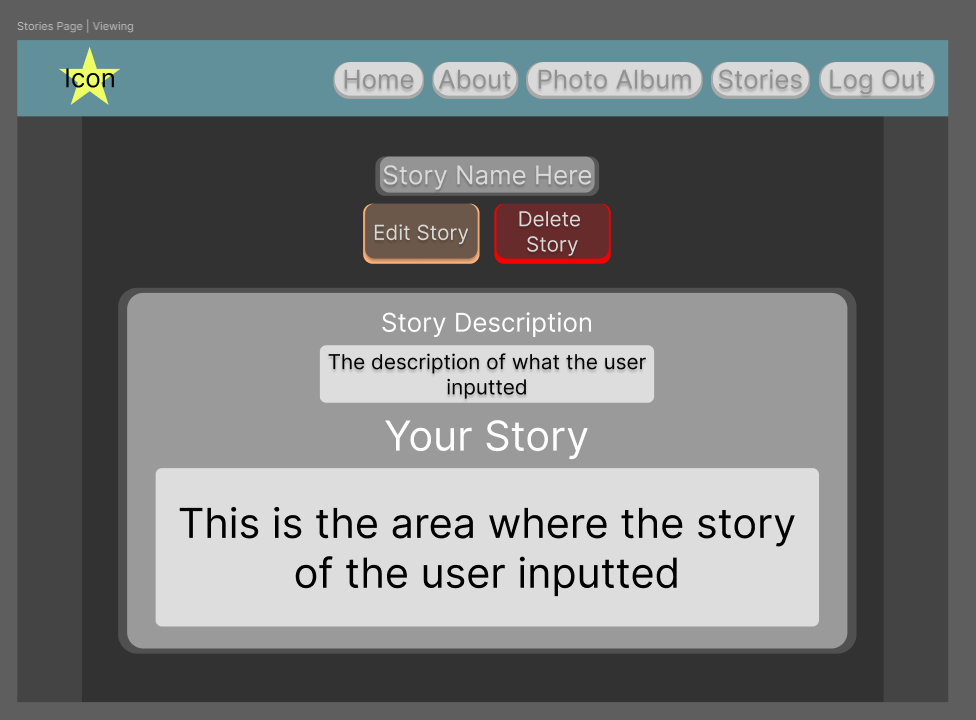 Stories Page | Viewing
Icon
Home
About
Photo Album
Stories
Log Out
Story Name Here
Edit Story
Delete
Story
Story Description
The description of what the user
inputted
Your Story
This is the area where the story
of the user inputted